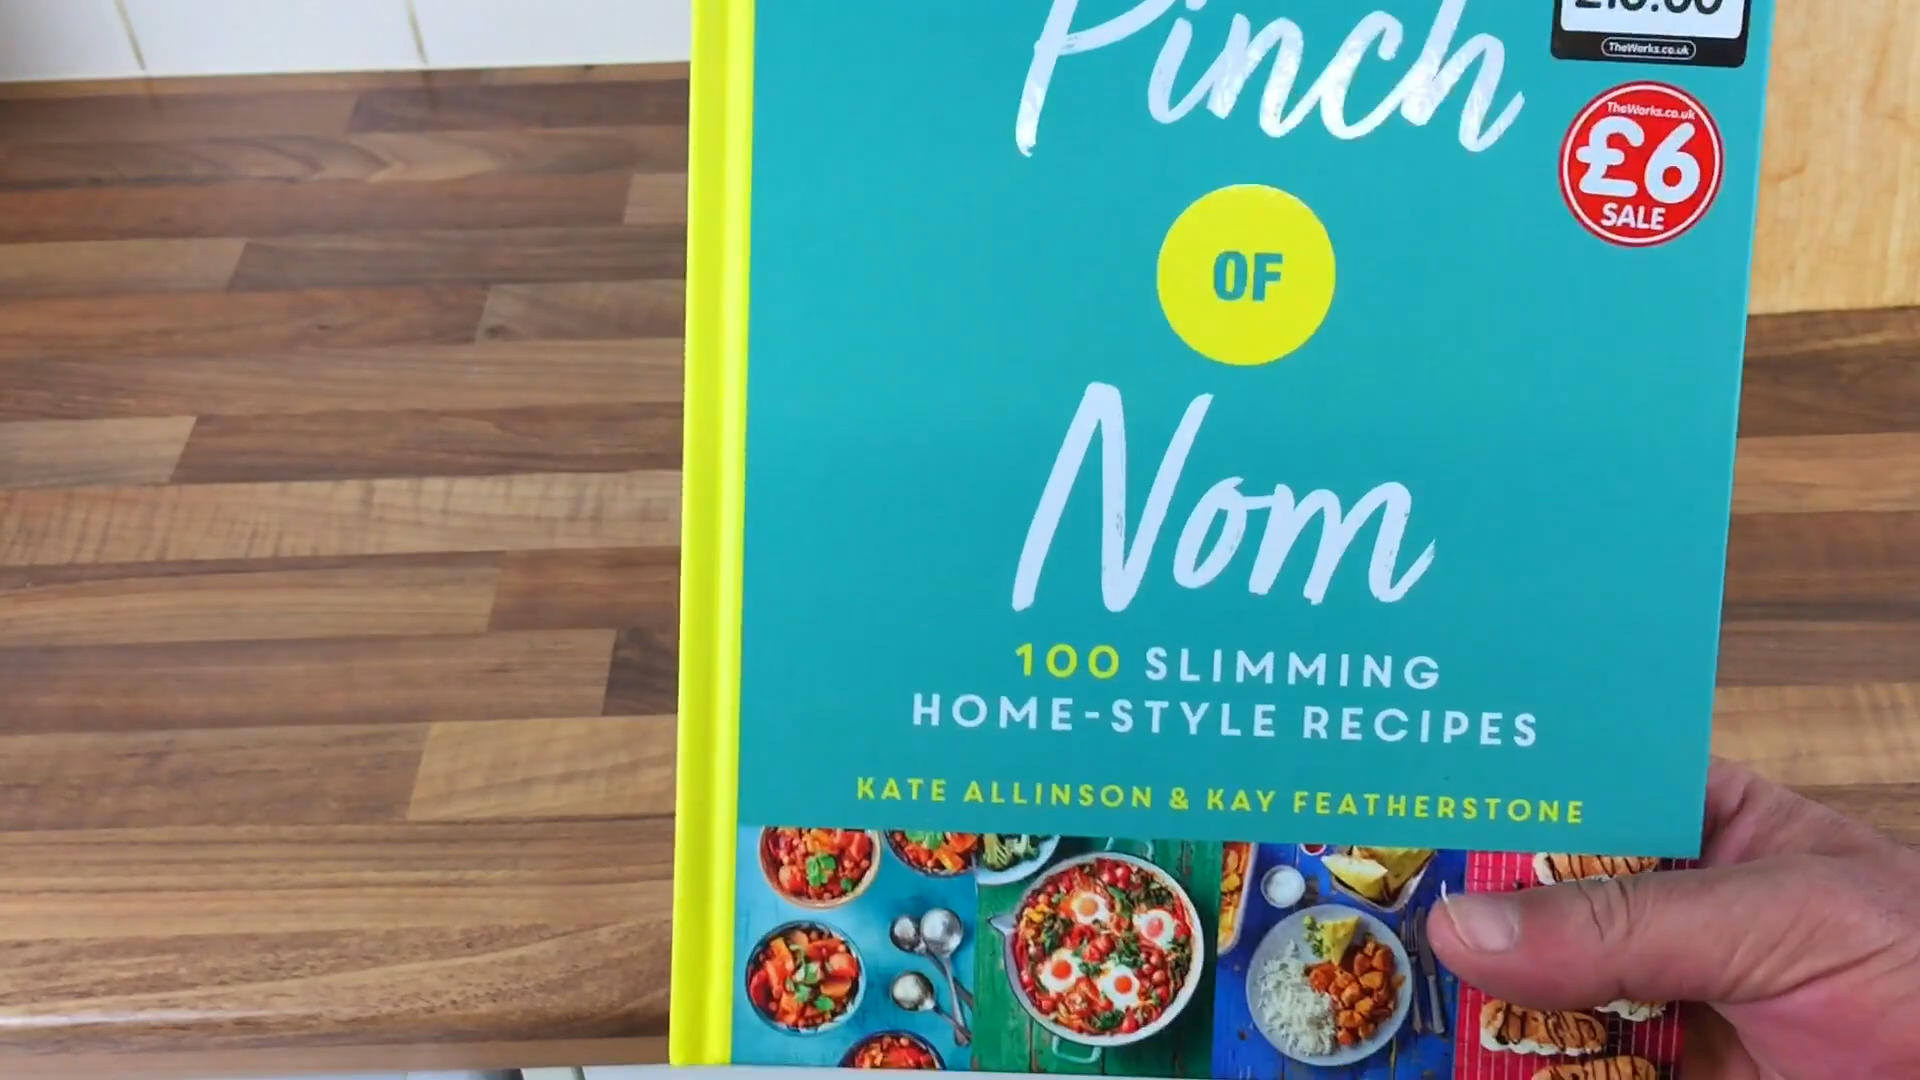 Pinch
TheWorks.co.uk
TheWorks.co.uk
£6
SALE
OF
Nom
100 SLIMMING
HOME-STYLE RECIPES
KATE ALLINSON & KAY FEATHERSTONE